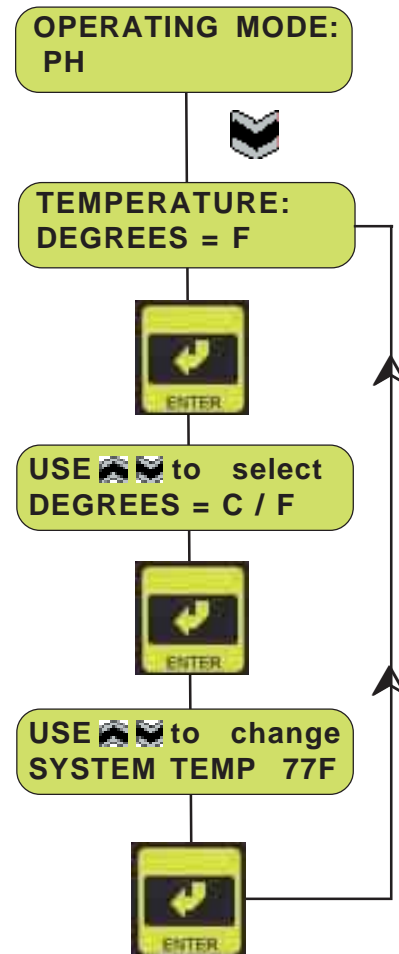 OPERATING MODE:
PH
TEMPERATURE:
DEGREES = F
ENTER
USE to select
DEGREES = C / F
ENTER
USE to change
SYSTEM TEMP 77F
ENTER